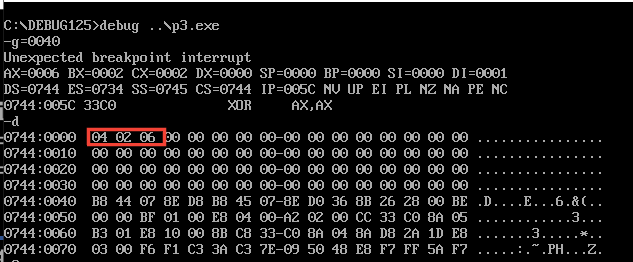 C:\DEBUG125>debug ..\p3.exe
-g=0040
Unexpected breakpoint interrupt
AX=0006 BX=0002 CX=0002 DX=0000 SP=0000 BP=0000 SI=0000 DI=0001
DS=0744 ES=0734 SS=0745 CS=0744 IP=005C NV UP EI PL NZ NA PE NC
0744:005C 33C0 XOR AX,AX
-d
0744:0000 04 02 06 00 00 00 00 00-00 00 00 00 00 00 00 00 ................
0744:0010 00 00 00 00 00 00 00 00-00 00 00 00 00 00 00 00 ................
0744:0020 00 00 00 00 00 00 00 00-00 00 00 00 00 00 00 00 ................
0744:0030 00 00 00 00 00 00 00 00-00 00 00 00 00 00 00 00 ................
0744:0040 B8 44 07 8E D8 B8 45 07-8E D0 36 8B 26 28 00 BE .D....E...6.&(..
0744:0050 00 00 BF 01 00 E8 04 00-A2 02 00 CC 33 C0 8A 05 ............3...
0744:0060 B3 01 E8 10 00 8B C8 33-C0 8A 04 8A D8 2A 1D E8 .......3.....*..
0744:0070 03 00 F6 F1 C3 3A C3 7E-09 50 48 E8 F7 FF 5A F7 .....:.~.PH...Z.